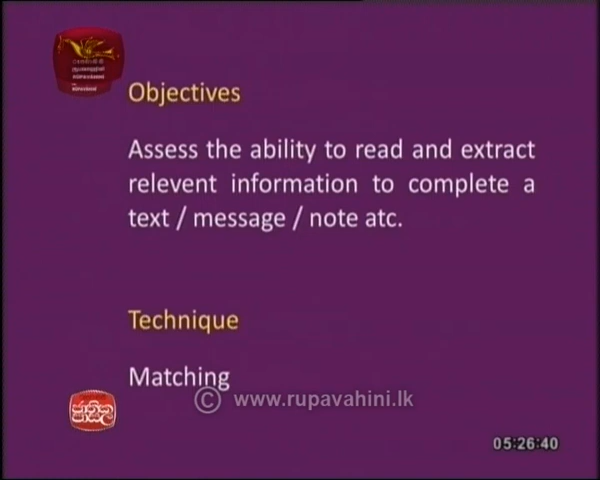 Objectives
Assess the ability to read and extract
relevent information to complete a
text / message / note atc.
Technique
Matching
© www.rupavahini.lk
ජාතික
පාසල
05:26:40